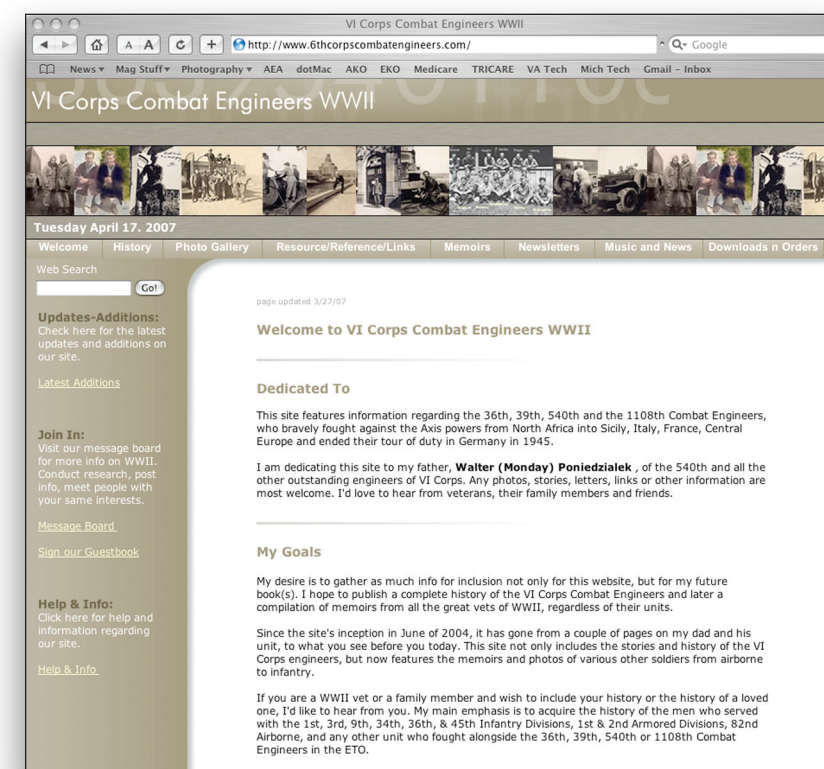 VI Corps Combat Engineers WWII
A A
http://www.6thcorpscombatengineers.com/
Google
News Mag Stuff Photography AEA dotMac AKO EKO Medicare TRICARE VA Tech Mich Tech Gmail – Inbox
VI Corps Combat Engineers WWII
Tuesday April 17. 2007
Welcome History Photo Gallery Resource/Reference/Links Memoirs Newsletters Music and News Downloads n Orders
Web Search
Go!
Updates-Additions:
Check here for the latest
updates and additions on
our site.
Latest Additions
Join In:
Visit our message board
for more info on WWII.
Conduct research, post
info, meet people with
your same interests.
Message Board
Sign our Guestbook
Help & Info:
Click here for help and
information regarding
our site.
Help & Info
page updated 3/27/07
Welcome to VI Corps Combat Engineers WWII
Dedicated To
This site features information regarding the 36th, 39th, 540th and the 1108th Combat Engineers,
who bravely fought against the Axis powers from North Africa into Sicily, Italy, France, Central
Europe and ended their tour of duty in Germany in 1945.
I am dedicating this site to my father, Walter (Monday) Poniedzialek , of the 540th and all the
other outstanding engineers of VI Corps. Any photos, stories, letters, links or other information are
most welcome. I'd love to hear from veterans, their family members and friends.
My Goals
My desire is to gather as much info for inclusion not only for this website, but for my future
book(s). I hope to publish a complete history of the VI Corps Combat Engineers and later a
compilation of memoirs from all the great vets of WWII, regardless of their units.
Since the site's inception in June of 2004, it has gone from a couple of pages on my dad and his
unit, to what you see before you today. This site not only includes the stories and history of the VI
Corps engineers, but now features the memoirs and photos of various other soldiers from airborne
to infantry.
If you are a WWII vet or a family member and wish to include your history or the history of a loved
one, I'd like to hear from you. My main emphasis is to acquire the history of the men who served
with the 1st, 3rd, 9th, 34th, 36th, & 45th Infantry Divisions, 1st & 2nd Armored Divisions, 82nd
Airborne, and any other unit who fought alongside the 36th, 39th, 540th or 1108th Combat
Engineers in the ETO.